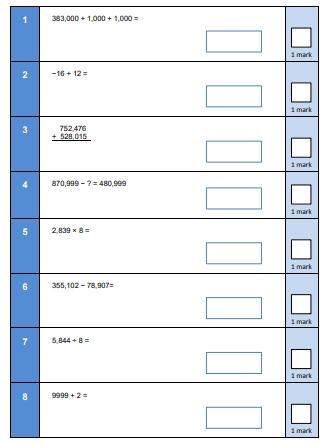 1 383,000 + 1,000 + 1,000 =
1 mark
2 −16 + 12 =
1 mark
3 752,476
+ 528,015
1 mark
4 870,999 − ? = 480,999
1 mark
5 2,839 × 8 =
1 mark
6 355,102 − 78,907=
1 mark
7 5,844 + 8 =
1 mark
8 9999 + 2 =
1 mark